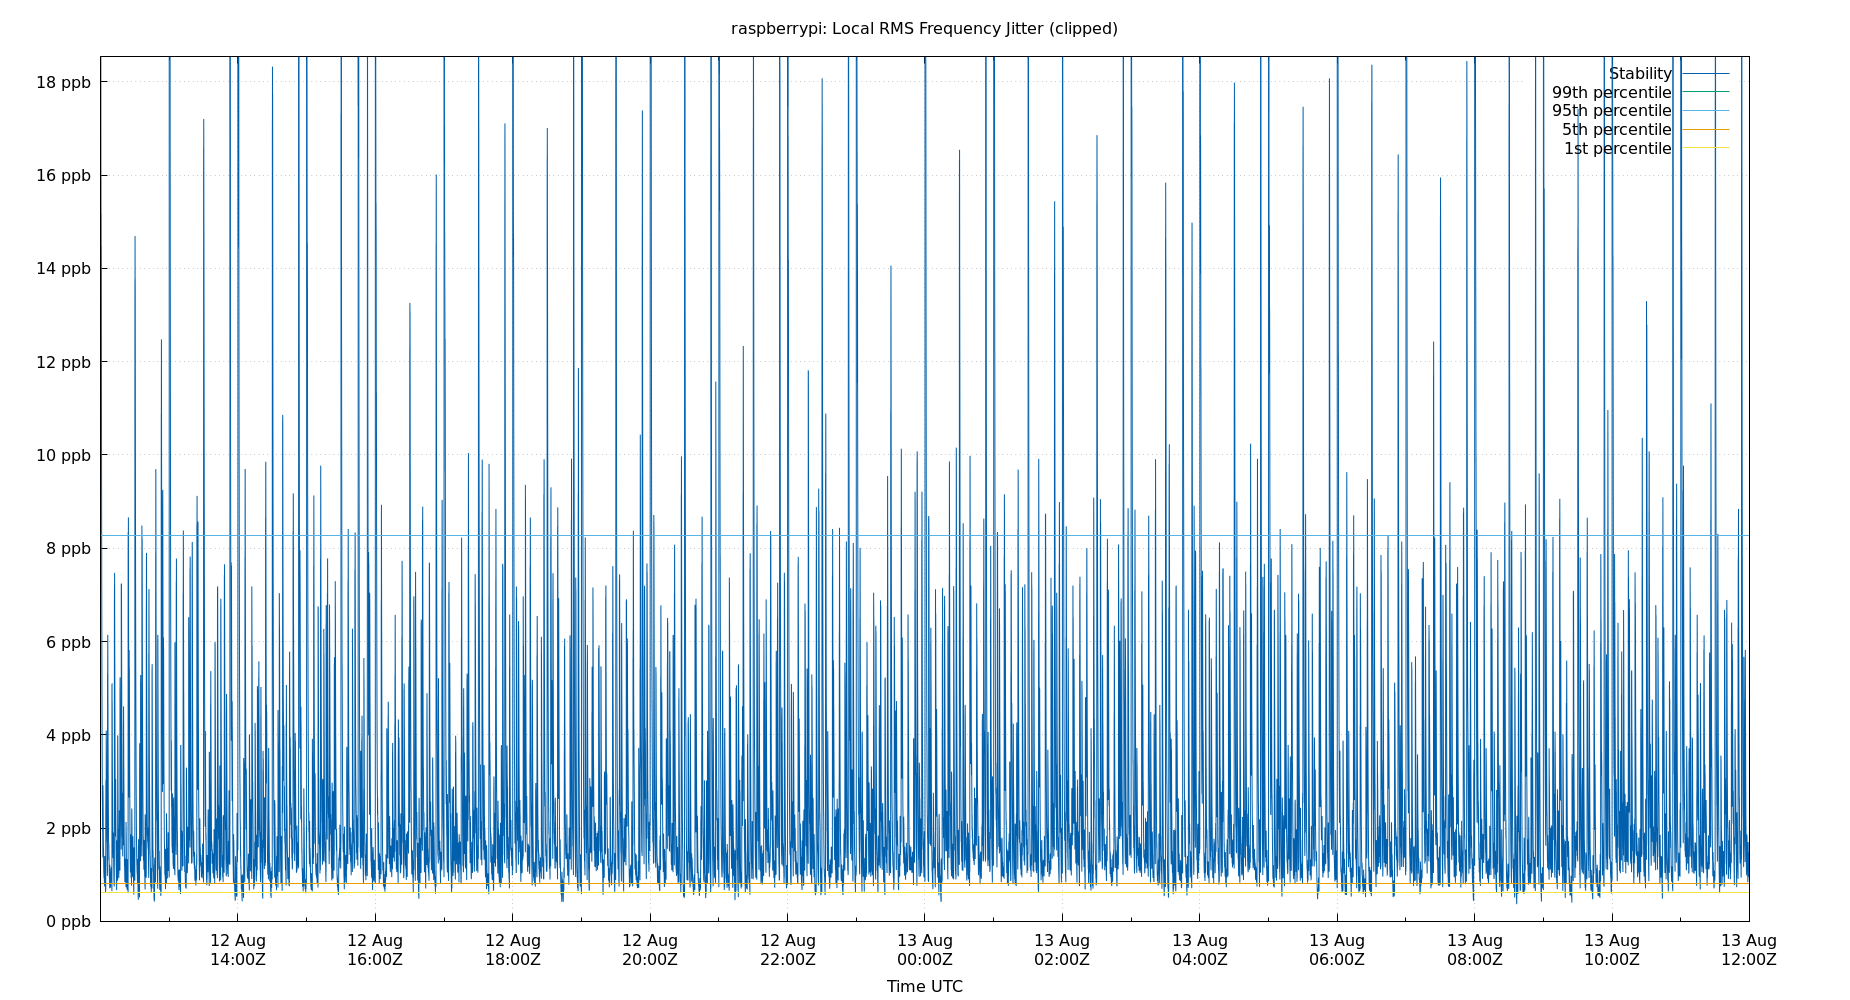 raspberrypi: Local RMS Frequency Jitter (clipped)
18 ppb
16 ppb
14 ppb
12 ppb
10 ppb
8 ppb
6 ppb
4 ppb
2 ppb
0 ppb
Stability
99th percentile
95th percentile
5th percentile
1st percentile
12 Aug
14:00Z
12 Aug
16:00Z
12 Aug
18:00Z
12 Aug
20:00Z
12 Aug
22:00Z
13 Aug
00:00Z
13 Aug
02:00Z
13 Aug
04:00Z
13 Aug
06:00Z
13 Aug
08:00Z
13 Aug
10:00Z
13 Aug
12:00Z
Time UTC